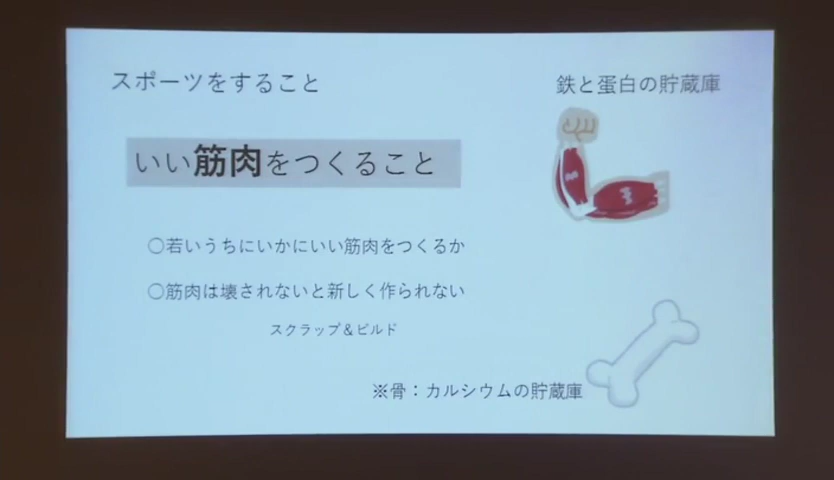 スポーツをすること
鉄と蛋白の貯蔵庫
いい筋肉をつくること
○若いうちにいかにいい筋肉をつくるか
○筋肉は壊されないと新しく作られない
スクラップ＆ビルド
※骨：カルシウムの貯蔵庫